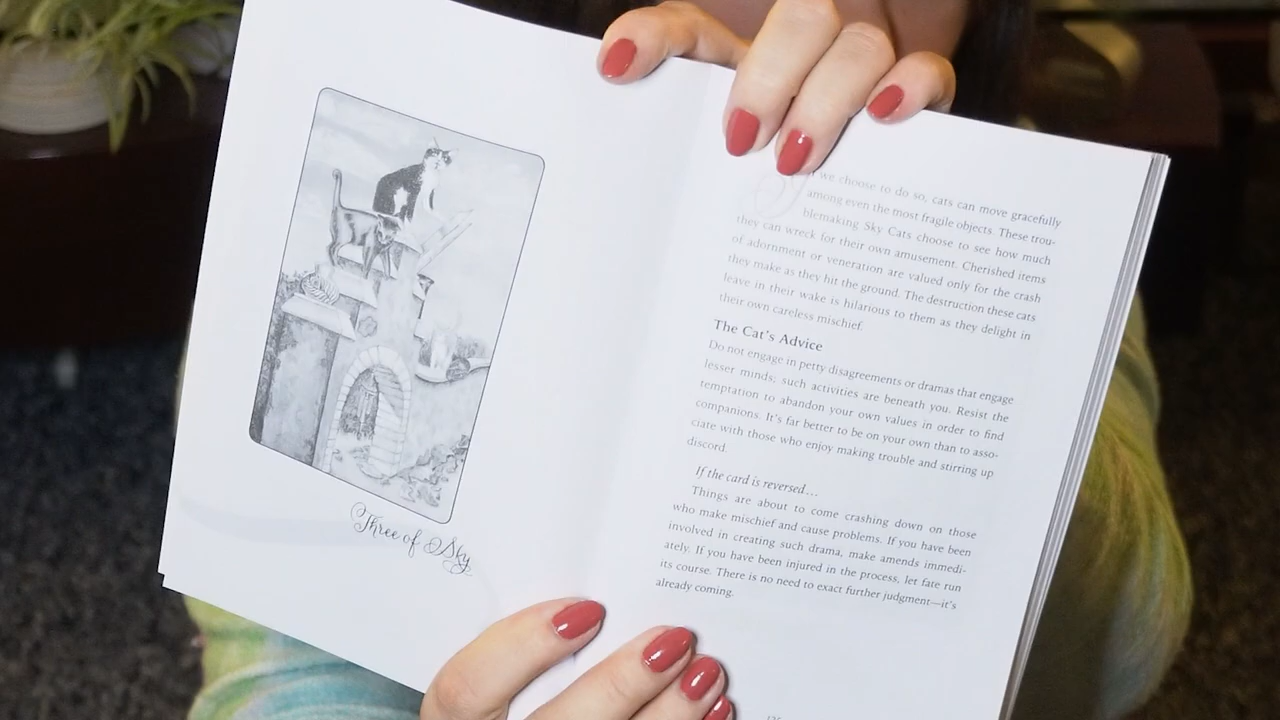 Three of Sky
If we choose to do so, cats can move gracefully
among even the most fragile objects. These trou-
blemaking Sky Cats choose to see how much
they can wreck for their own amusement. Cherished items
of adornment or veneration are valued only for the crash
they make as they hit the ground. The destruction these cats
leave in their wake is hilarious to them as they delight in
their own careless mischief.
The Cat's Advice
Do not engage in petty disagreements or dramas that engage
lesser minds; such activities are beneath you. Resist the
temptation to abandon your own values in order to find
companions. It's far better to be on your own than to asso-
ciate with those who enjoy making trouble and stirring up
discord.
If the card is reversed…
Things are about to come crashing down on those
who make mischief and cause problems. If you have been
involved in creating such drama, make amends immedi-
ately. If you have been injured in the process, let fate run
its course. There is no need to exact further judgment—it's
already coming.